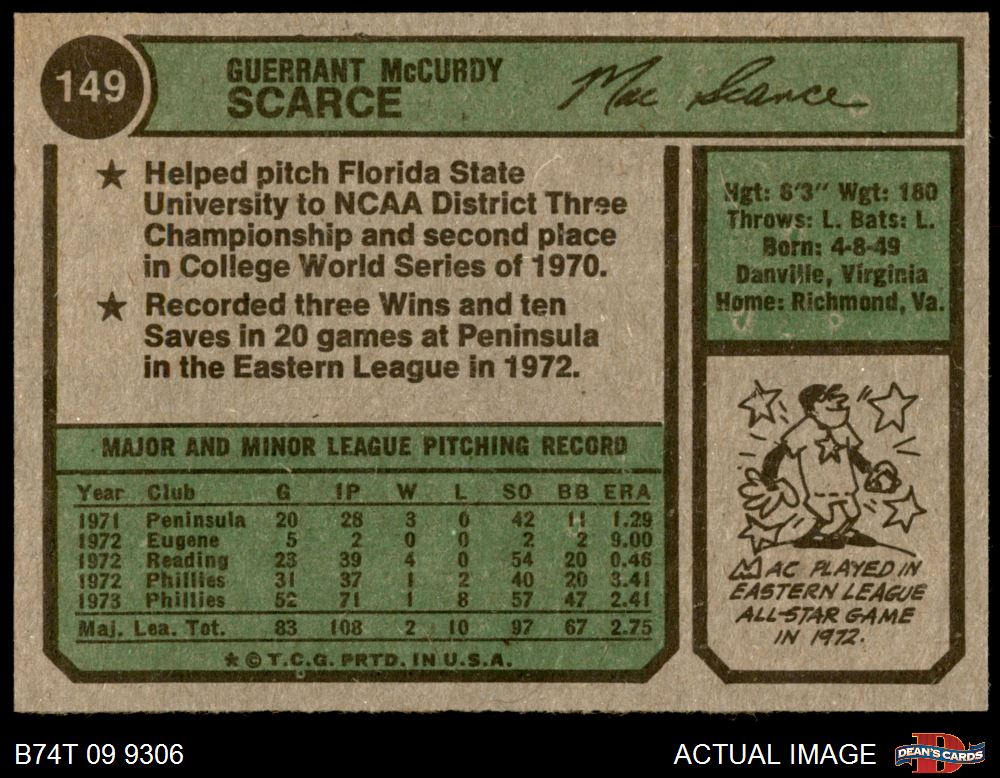 149
GUERRANT McCURDY
SCARCE
Mac Scarce
★ Helped pitch Florida State
University to NCAA District Three
Championship and second place
in College World Series of 1970.
★ Recorded three Wins and ten
Saves in 20 games at Peninsula
in the Eastern League in 1972.
Hgt: 6'3" Wgt: 180
Throws: L. Bats: L.
Born: 4-8-49
Danville, Virginia
Home: Richmond, Va.
MAJOR AND MINOR LEAGUE PITCHING RECORD
Year Club G IP W L SO BB ERA
1971 Peninsula 20 28 3 0 42 11 1.29
1972 Eugene 5 2 0 0 2 2 9.00
1972 Reading 23 39 4 0 54 20 0.46
1972 Phillies 31 37 1 2 40 20 3.41
1973 Phillies 52 71 1 8 57 47 2.41
Maj. Lea. Tot. 83 108 2 10 97 67 2.75
★ © T.C.G. PRTD. IN U.S.A.
MAC PLAYED IN
EASTERN LEAGUE
ALL-STAR GAME
IN 1972.
B74T 09 9306
ACTUAL IMAGE
DEAN'S CARDS